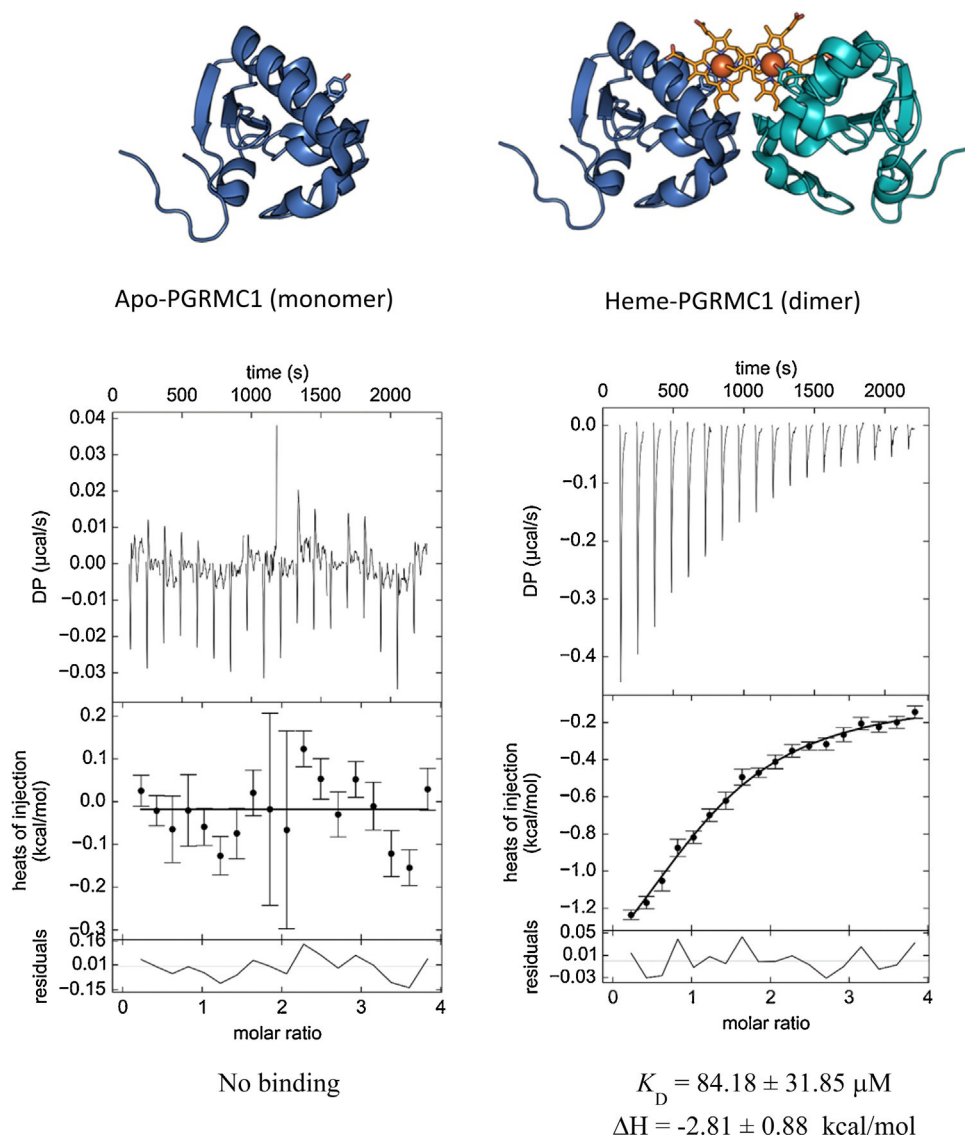 Apo-PGRMC1 (monomer)
Heme-PGRMC1 (dimer)
time (s)
0 500 1000 1500 2000
0.04
0.03
0.02
0.01
0.00
−0.01
−0.02
−0.03
DP (µcal/s)
0.2
0.1
0.0
−0.1
−0.2
−0.3
heats of injection
(kcal/mol)
0.16
0.01
−0.15
residuals
0 1 2 3 4
molar ratio
No binding
time (s)
0 500 1000 1500 2000
0.0
−0.1
−0.2
−0.3
−0.4
DP (µcal/s)
−0.2
−0.4
−0.6
−0.8
−1.0
−1.2
heats of injection
(kcal/mol)
0.05
0.01
−0.03
residuals
0 1 2 3 4
molar ratio
K_D = 84.18 ± 31.85 µM
ΔH = -2.81 ± 0.88 kcal/mol